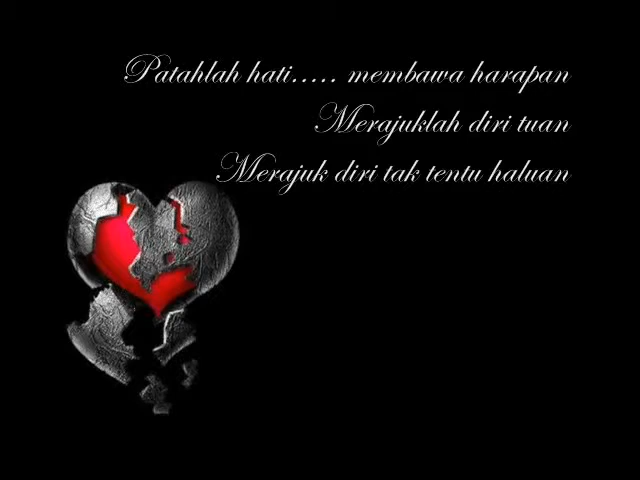 Patahlah hati..... membawa harapan
Merajuklah diri tuan
Merajuk diri tak tentu haluan